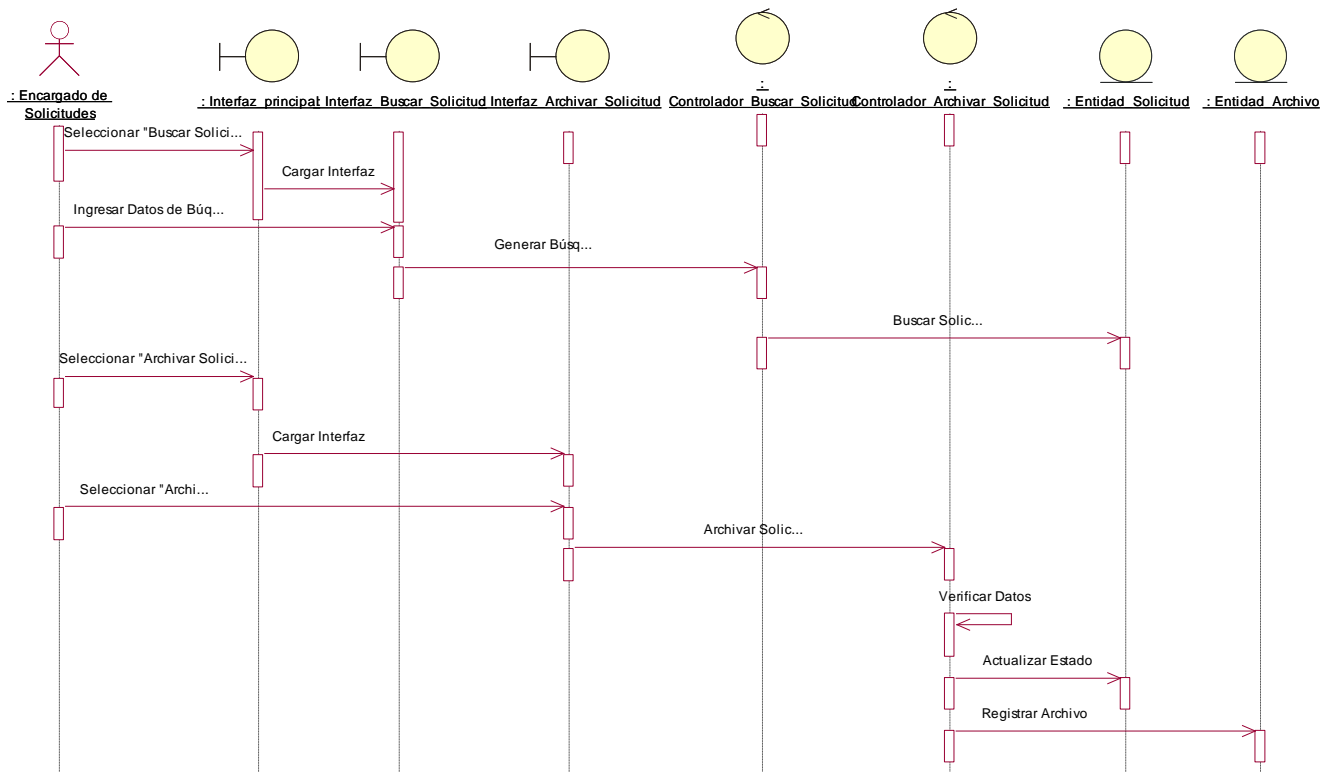 :
:
: Encargado de
Solicitudes
: Interfaz_principal
: Interfaz_Buscar_Solicitud
: Interfaz_Archivar_Solicitud
Controlador_Buscar_Solicitud
Controlador_Archivar_Solicitud
: Entidad_Solicitud
: Entidad_Archivo
Seleccionar "Buscar Solici...
Cargar Interfaz
Ingresar Datos de Búq...
Generar Búsq...
Buscar Solic...
Seleccionar "Archivar Solici...
Cargar Interfaz
Seleccionar "Archi...
Archivar Solic...
Verificar Datos
Actualizar Estado
Registrar Archivo